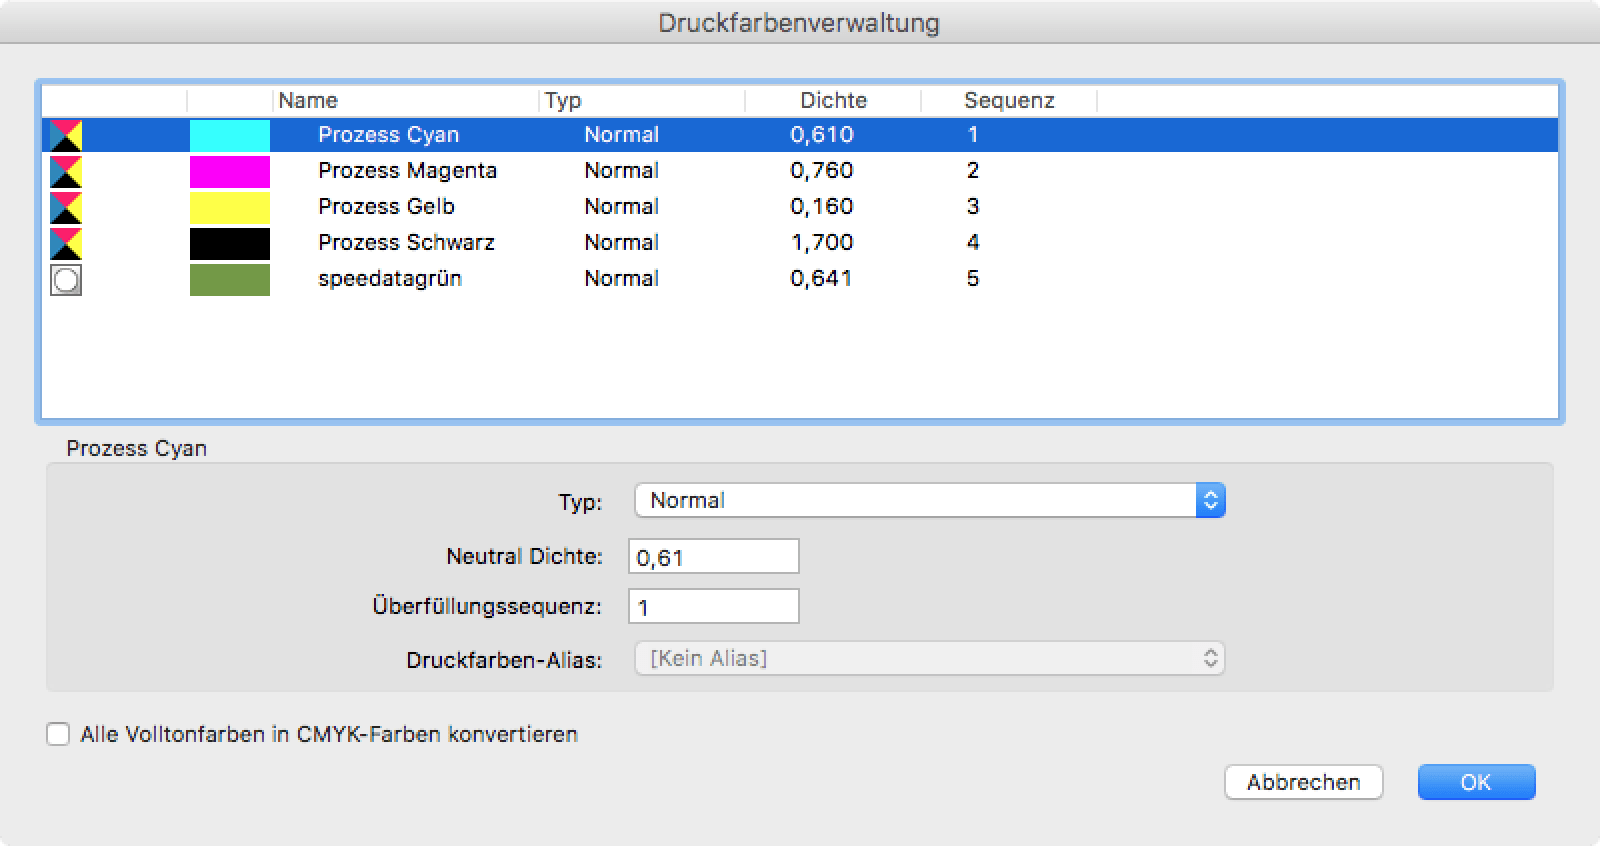 Druckfarbenverwaltung
Name Typ Dichte Sequenz
Prozess Cyan Normal 0,610 1
Prozess Magenta Normal 0,760 2
Prozess Gelb Normal 0,160 3
Prozess Schwarz Normal 1,700 4
speedatagrün Normal 0,641 5
Prozess Cyan
Typ: Normal
Neutral Dichte: 0,61
Überfüllungssequenz: 1
Druckfarben-Alias: [Kein Alias]
Alle Volltonfarben in CMYK-Farben konvertieren
Abbrechen OK